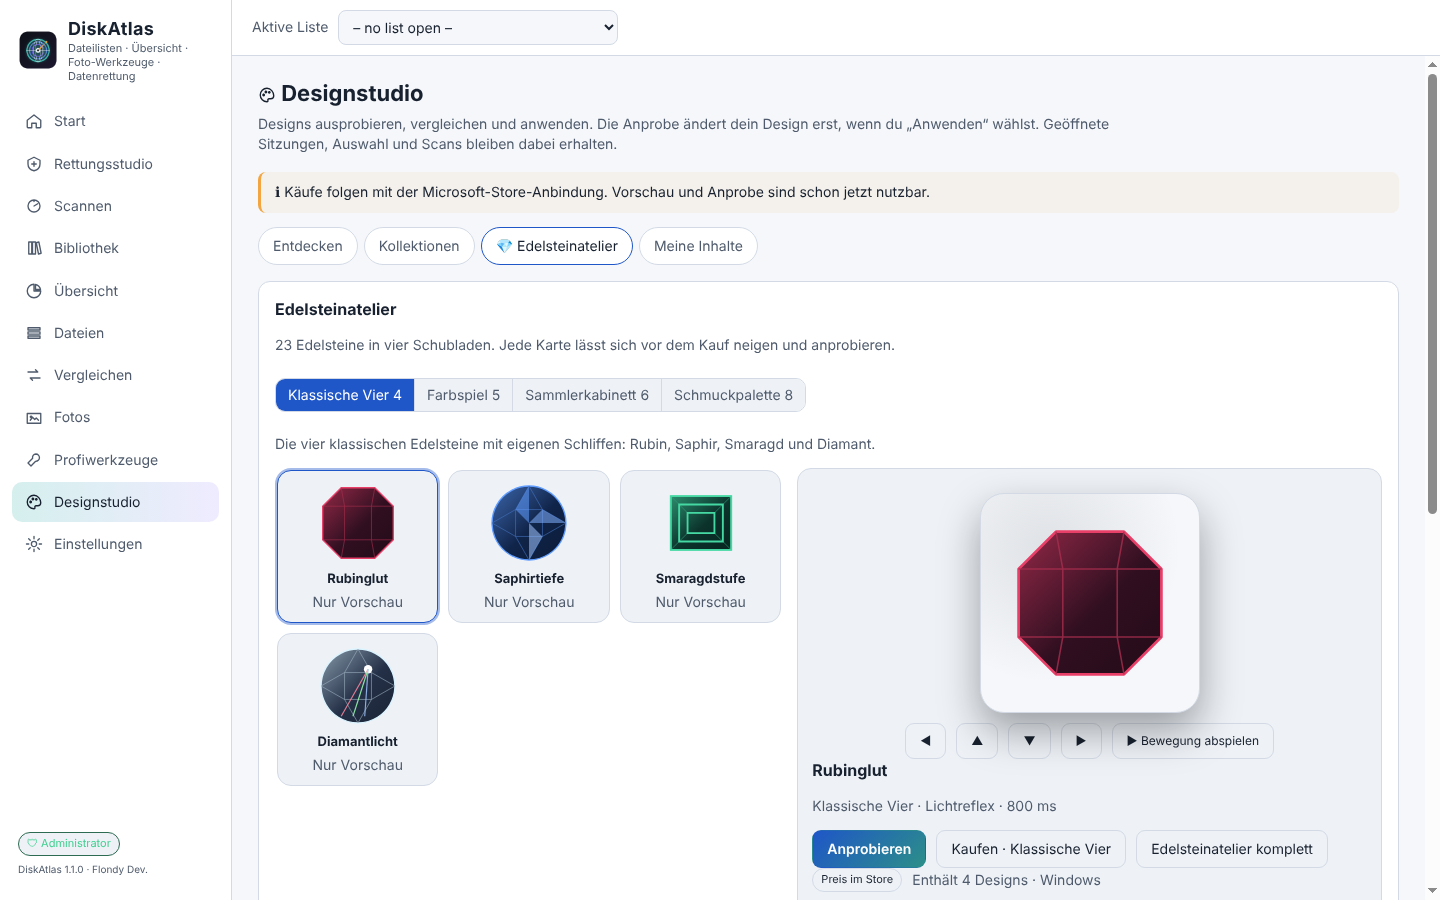 DiskAtlas
Dateilisten · Übersicht ·
Foto-Werkzeuge ·
Datenrettung
Start
Rettungsstudio
Scannen
Bibliothek
Übersicht
Dateien
Vergleichen
Fotos
Profiwerkzeuge
Designstudio
Einstellungen
Administrator
DiskAtlas 1.1.0 · Flondy Dev.
Aktive Liste
– no list open –
Designstudio
Designs ausprobieren, vergleichen und anwenden. Die Anprobe ändert dein Design erst, wenn du „Anwenden“ wählst. Geöffnete
Sitzungen, Auswahl und Scans bleiben dabei erhalten.
ℹ Käufe folgen mit der Microsoft-Store-Anbindung. Vorschau und Anprobe sind schon jetzt nutzbar.
Entdecken
Kollektionen
💎 Edelsteinatelier
Meine Inhalte
Edelsteinatelier
23 Edelsteine in vier Schubladen. Jede Karte lässt sich vor dem Kauf neigen und anprobieren.
Klassische Vier 4
Farbspiel 5
Sammlerkabinett 6
Schmuckpalette 8
Die vier klassischen Edelsteine mit eigenen Schliffen: Rubin, Saphir, Smaragd und Diamant.
Rubinglut
Nur Vorschau
Saphirtiefe
Nur Vorschau
Smaragdstufe
Nur Vorschau
Diamantlicht
Nur Vorschau
◀ ▲ ▼ ▶ ▶ Bewegung abspielen
Rubinglut
Klassische Vier · Lichtreflex · 800 ms
Anprobieren
Kaufen · Klassische Vier
Edelsteinatelier komplett
Preis im Store
Enthält 4 Designs · Windows